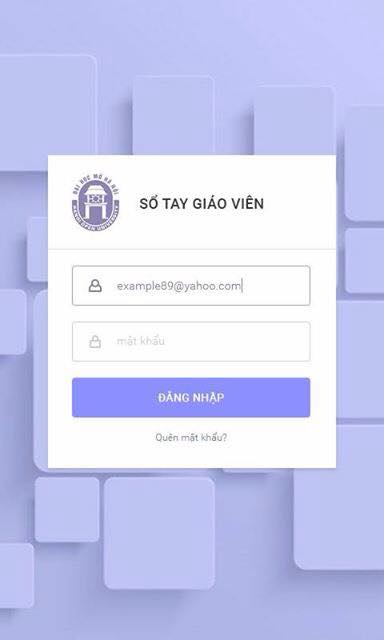 ĐẠI HỌC MỞ HÀ NỘI
HANOI OPEN UNIVERSITY
SỔ TAY GIÁO VIÊN
example89@yahoo.com
mật khẩu
ĐĂNG NHẬP
Quên mật khẩu?